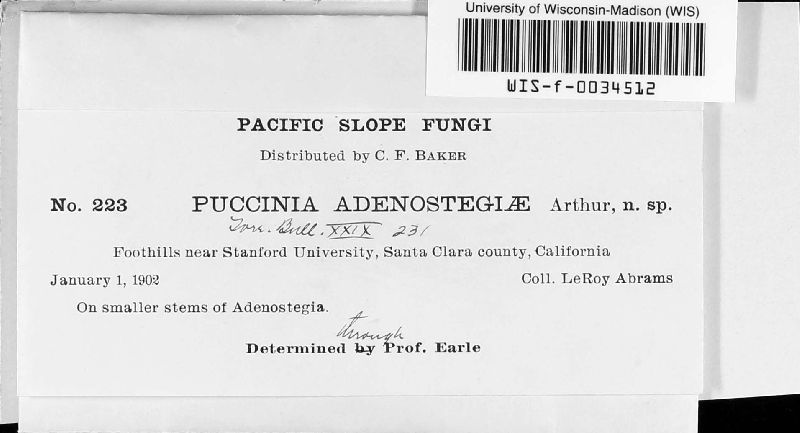 University of Wisconsin-Madison (WIS)
WIS-f-0034512
PACIFIC SLOPE FUNGI
Distributed by C. F. BAKER
No. 223 PUCCINIA ADENOSTEGIÆ Arthur, n. sp.
Torr. Bull. XXIX 231
Foothills near Stanford University, Santa Clara county, California
January 1, 1902 Coll. LeRoy Abrams
On smaller stems of Adenostegia.
through
Determined by Prof. Earle